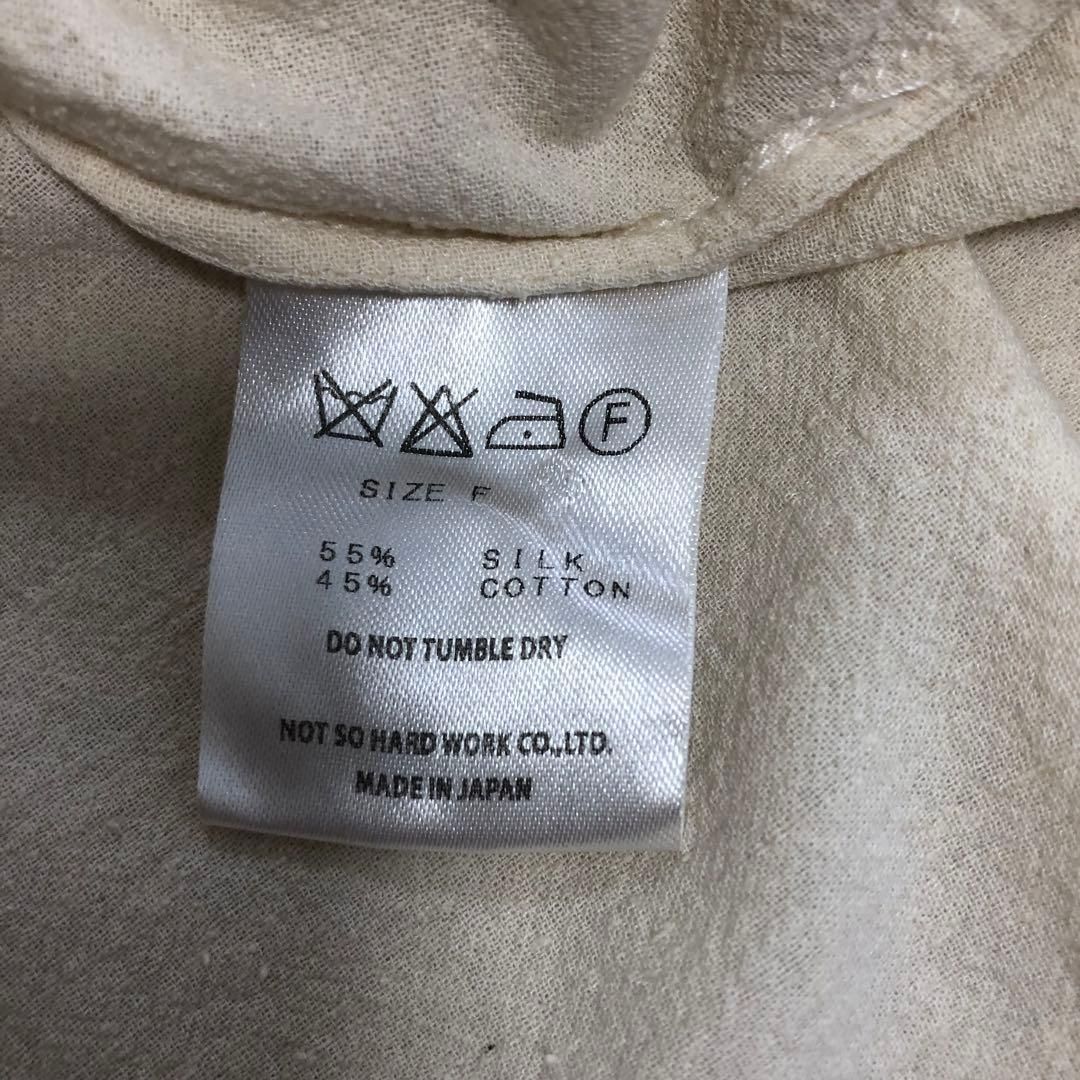 F
SIZE F
55% SILK
45% COTTON
DO NOT TUMBLE DRY
NOT SO HARD WORK CO.,LTD.
MADE IN JAPAN